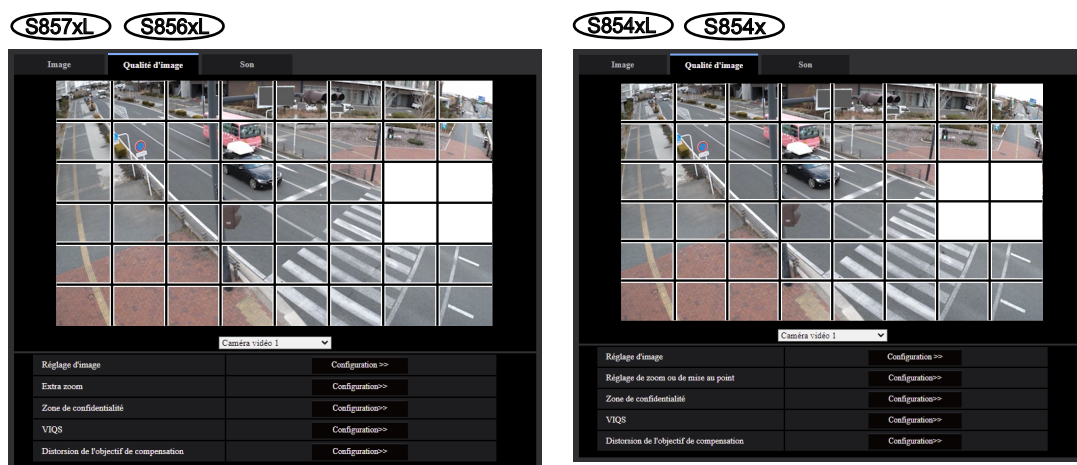 S857xL S856xL
Image Qualité d'image Son
Caméra vidéo 1
Réglage d'image Configuration >>
Extra zoom Configuration>>
Zone de confidentialité Configuration>>
VIQS Configuration>>
Distorsion de l'objectif de compensation Configuration>>
S854xL S854x
Image Qualité d'image Son
Caméra vidéo 1
Réglage d'image Configuration >>
Réglage de zoom ou de mise au point Configuration>>
Zone de confidentialité Configuration>>
VIQS Configuration>>
Distorsion de l'objectif de compensation Configuration>>